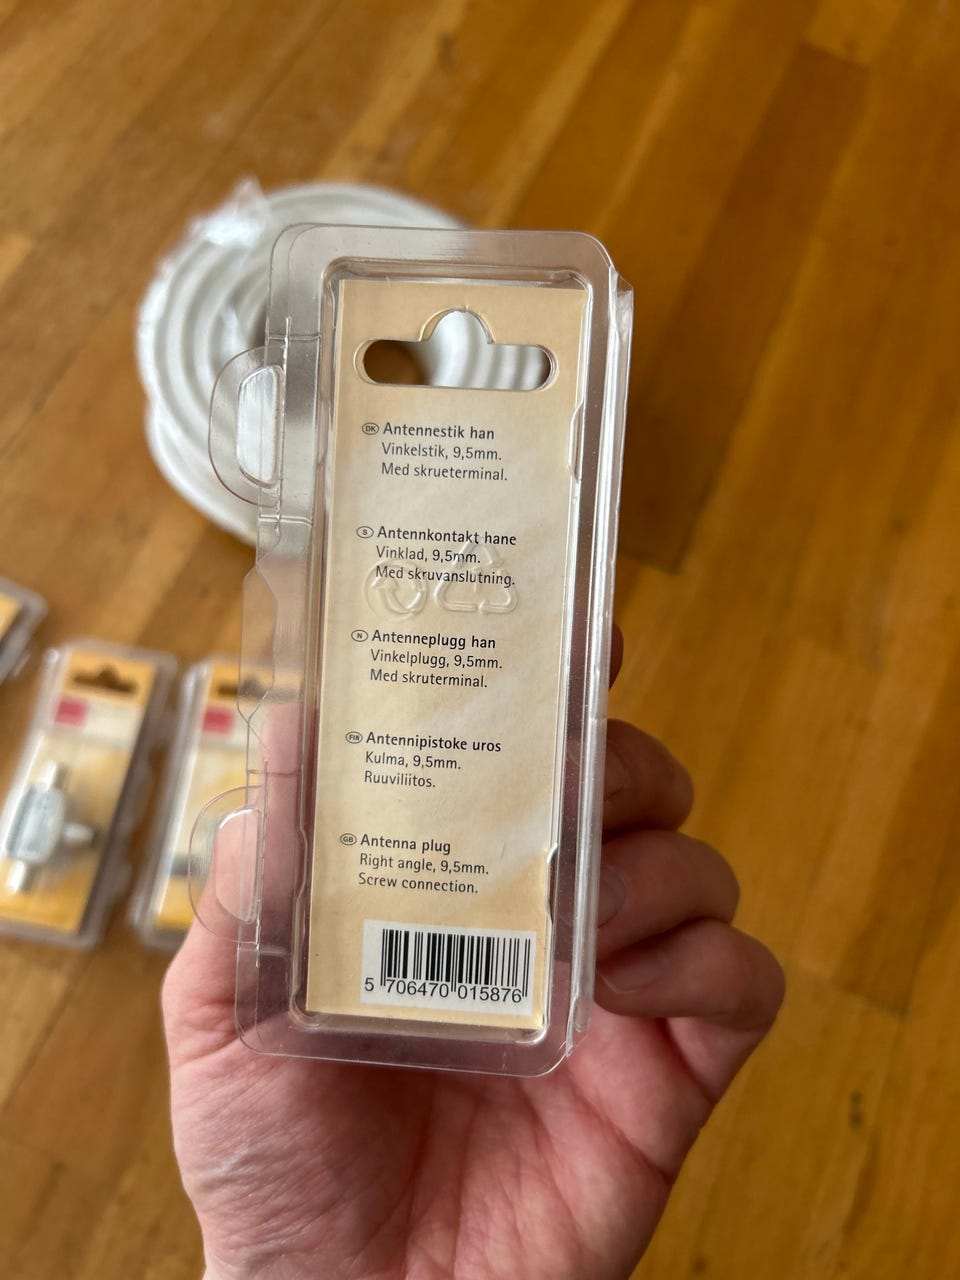 DK Antennestik han
Vinkelstik, 9,5mm.
Med skrueterminal.
S Antennkontakt hane
Vinklad, 9,5mm.
Med skruvanslutning.
N Antenneplugg han
Vinkelplugg, 9,5mm.
Med skruterminal.
FIN Antennipistoke uros
Kulma, 9,5mm.
Ruuviliitos.
GB Antenna plug
Right angle, 9,5mm.
Screw connection.
5 706470 015876